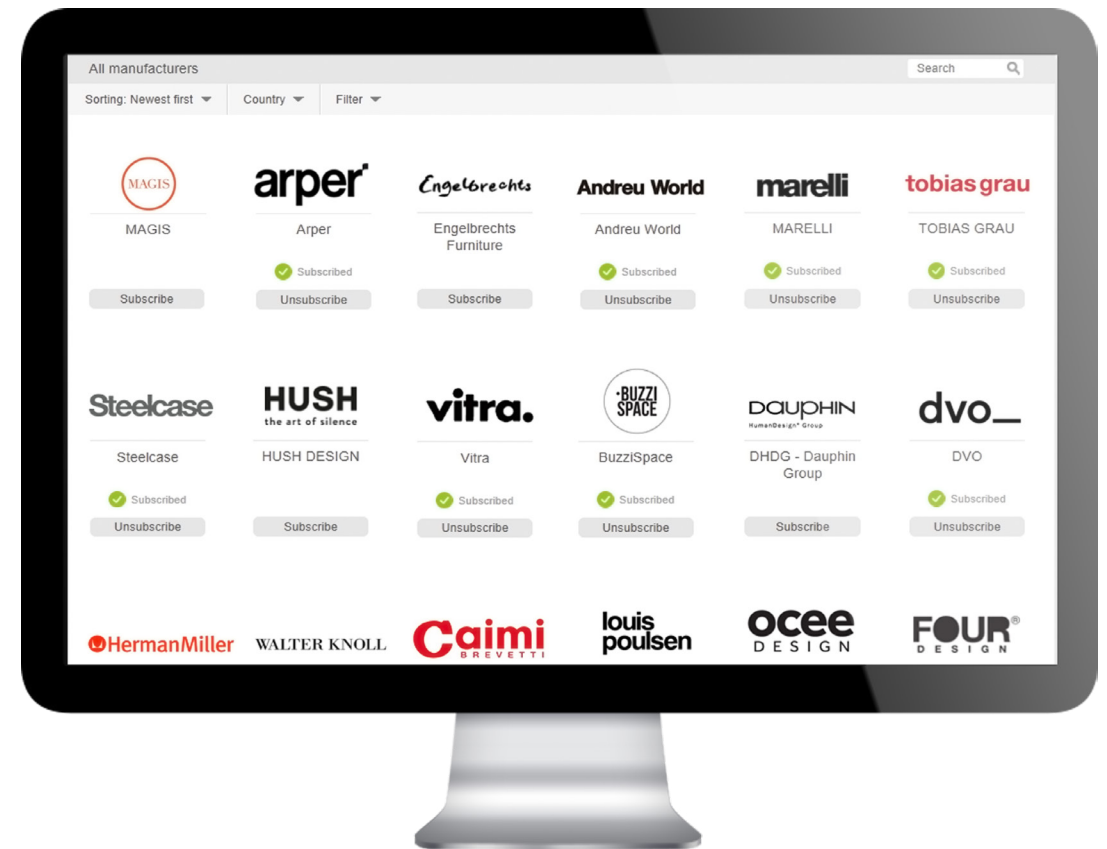 All manufacturers
Search
Sorting: Newest first
Country
Filter
MAGIS
arper
Engelbrechts
Andreu World
marelli
tobias grau
MAGIS
Arper
Engelbrechts
Furniture
Andreu World
MARELLI
TOBIAS GRAU
Subscribed
Subscribed
Subscribed
Subscribed
Subscribe
Unsubscribe
Subscribe
Unsubscribe
Unsubscribe
Unsubscribe
Steelcase
HUSH
the art of silence
vitra.
·BUZZI
SPACE
DAUPHIN
HumanDesign® Group
dvo_
Steelcase
HUSH DESIGN
Vitra
BuzziSpace
DHDG - Dauphin
Group
DVO
Subscribed
Subscribed
Subscribed
Subscribed
Unsubscribe
Subscribe
Unsubscribe
Unsubscribe
Subscribe
Unsubscribe
HermanMiller
WALTER KNOLL
Caimi
BREVETTI
louis
poulsen
ocee
DESIGN
FOUR®
DESIGN